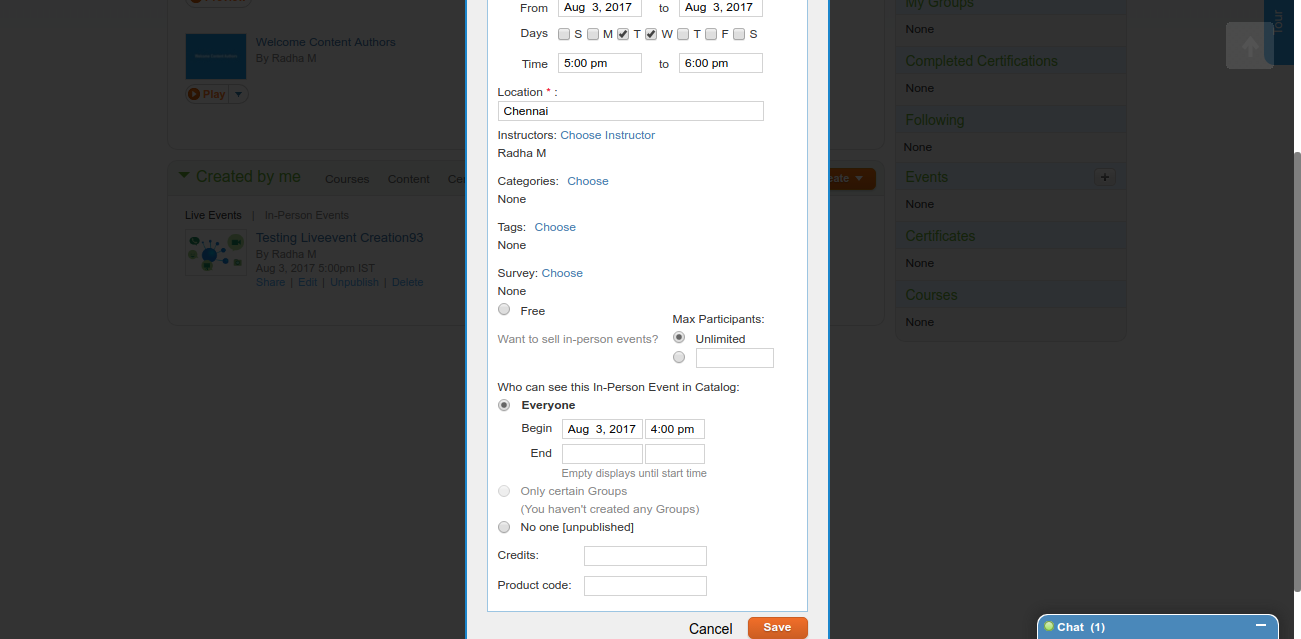 From Aug 3, 2017 to Aug 3, 2017
Days S M T W T F S
Time 5:00 pm to 6:00 pm
Location * :
Chennai
Instructors: Choose Instructor
Radha M
Categories: Choose
None
Tags: Choose
None
Survey: Choose
None
Free
Max Participants:
Want to sell in-person events? Unlimited
Who can see this In-Person Event in Catalog:
Everyone
Begin Aug 3, 2017 4:00 pm
End
Empty displays until start time
Only certain Groups
(You haven't created any Groups)
No one [unpublished]
Credits:
Product code:
Cancel Save
Welcome Content Authors
By Radha M
Play
Created by me Courses Content
Live Events | In-Person Events
Testing Liveevent Creation93
By Radha M
Aug 3, 2017 5:00pm IST
Share | Edit | Unpublish | Delete
My Groups
None
Completed Certifications
None
Following
None
Events +
None
Certificates
None
Courses
None
Tour
Chat (1)